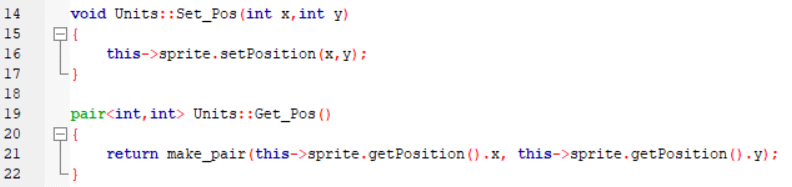 14 void Units::Set_Pos(int x,int y)
15 {
16 this->sprite.setPosition(x,y);
17 }
18
19 pair<int,int> Units::Get_Pos()
20 {
21 return make_pair(this->sprite.getPosition().x, this->sprite.getPosition().y);
22 }